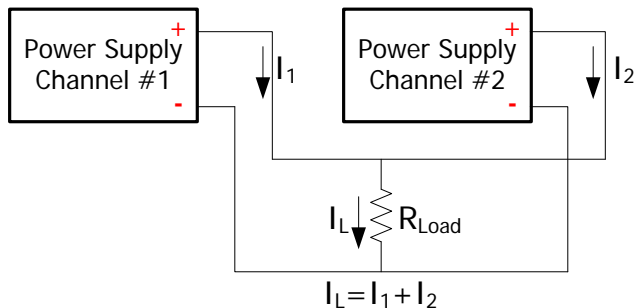 Power Supply
Channel #1
+
-
I1
Power Supply
Channel #2
+
-
I2
IL
RLoad
IL=I1+I2